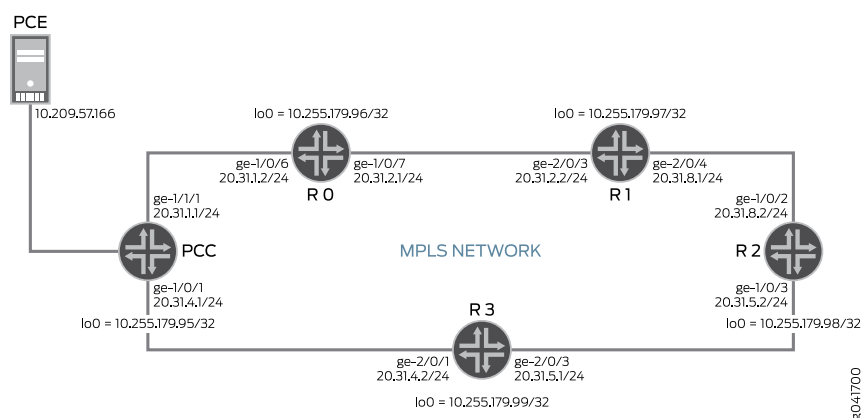 PCE
10.209.57.166
lo0 = 10.255.179.96/32
lo0 = 10.255.179.97/32
ge-1/0/6
20.31.1.2/24
ge-1/0/7
20.31.2.1/24
R 0
ge-2/0/3
20.31.2.2/24
ge-2/0/4
20.31.8.1/24
R 1
ge-1/1/1
20.31.1.1/24
ge-1/0/2
20.31.8.2/24
PCC
MPLS NETWORK
R 2
ge-1/0/1
20.31.4.1/24
ge-1/0/3
20.31.5.2/24
lo0 = 10.255.179.95/32
R 3
lo0 = 10.255.179.98/32
ge-2/0/1
20.31.4.2/24
ge-2/0/3
20.31.5.1/24
lo0 = 10.255.179.99/32
g041700